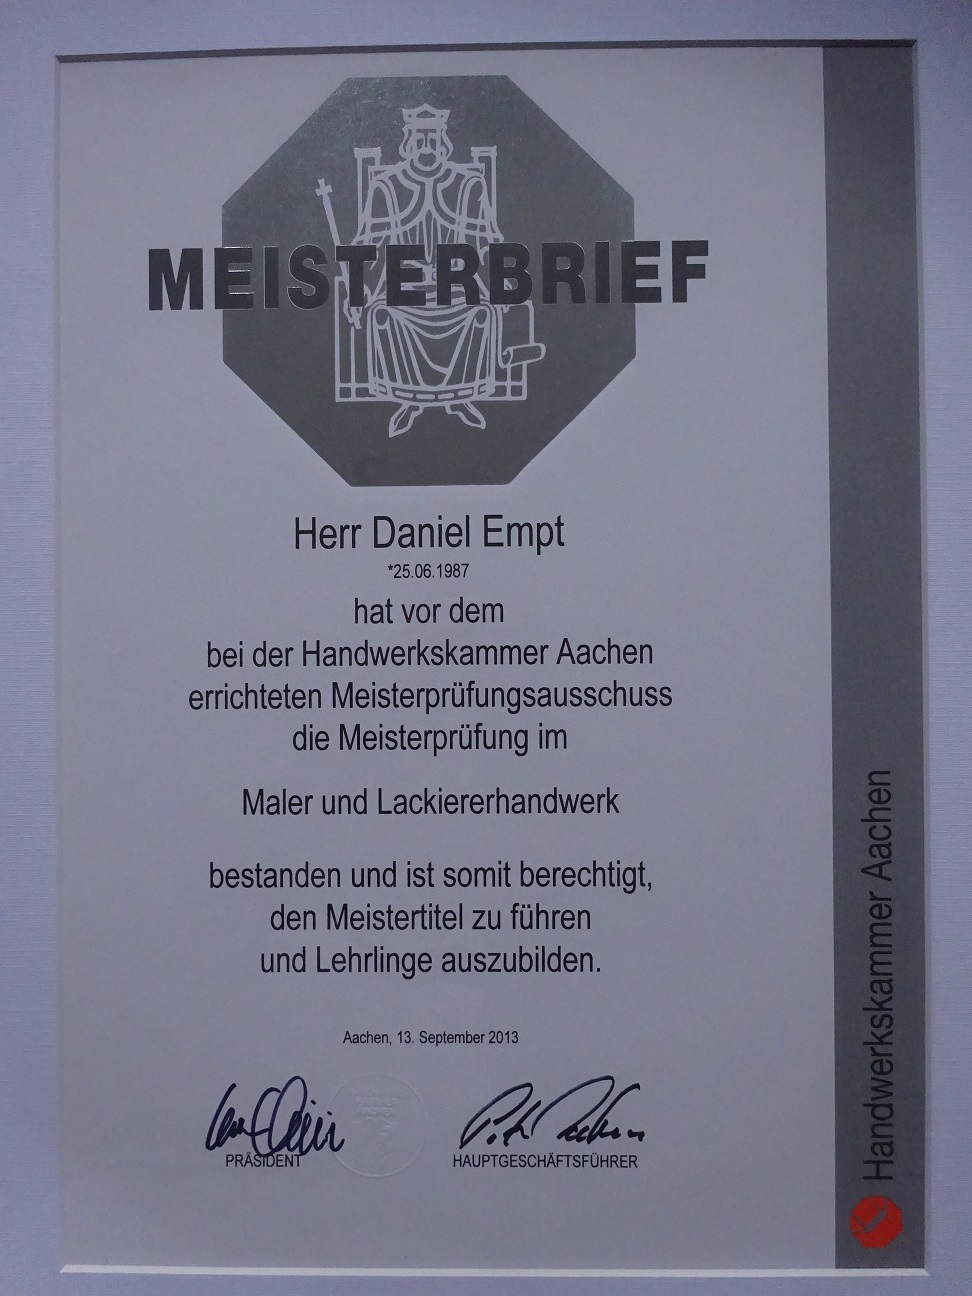 MEISTERBRIEF
Herr Daniel Empt
*25.06.1987
hat vor dem
bei der Handwerkskammer Aachen
errichteten Meisterprüfungsausschuss
die Meisterprüfung im
Maler und Lackiererhandwerk
bestanden und ist somit berechtigt,
den Meistertitel zu führen
und Lehrlinge auszubilden.
Aachen, 13. September 2013
PRÄSIDENT
HAUPTGESCHÄFTSFÜHRER
Handwerkskammer Aachen